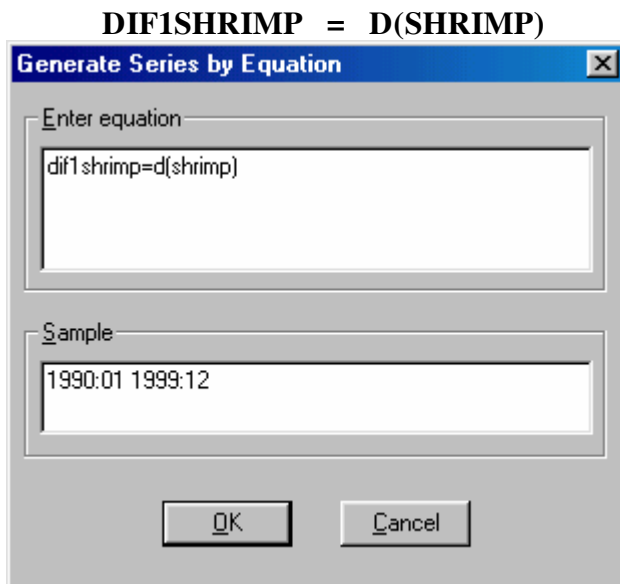 DIF1SHRIMP = D(SHRIMP)
Generate Series by Equation
Enter equation
dif1shrimp=d(shrimp)
Sample
1990:01 1999:12
OK Cancel